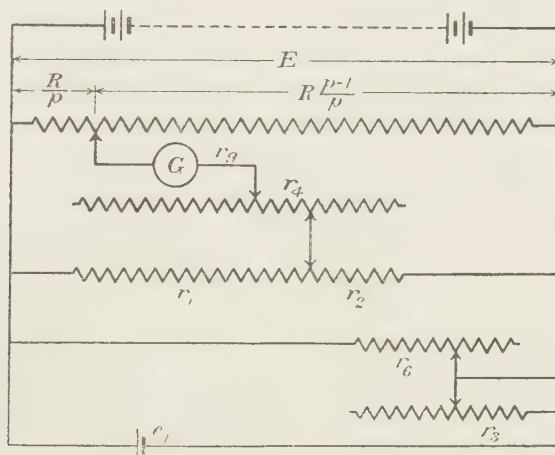 E
R/p R p-1/p
G r₉
r₄
r₁ r₂
r₆
e₁ r₃